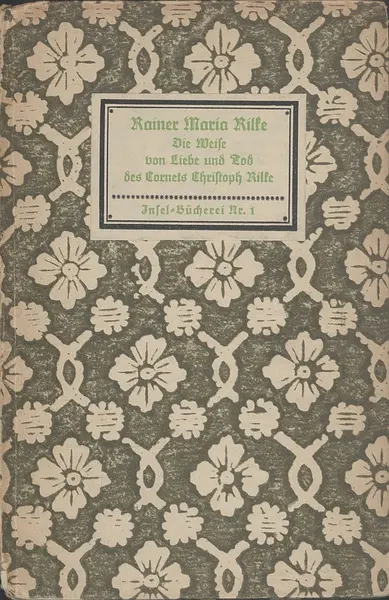 Rainer Maria Rilke
Die Weise
von Liebe und Tod
des Cornets Christoph Rilke
Insel-Bücherei Nr. 1